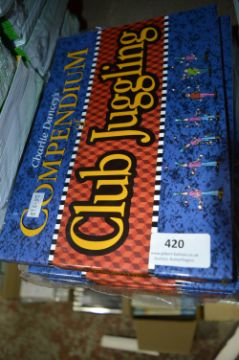 Charlie Dancey's
COMPENDIUM
Club Juggling
420